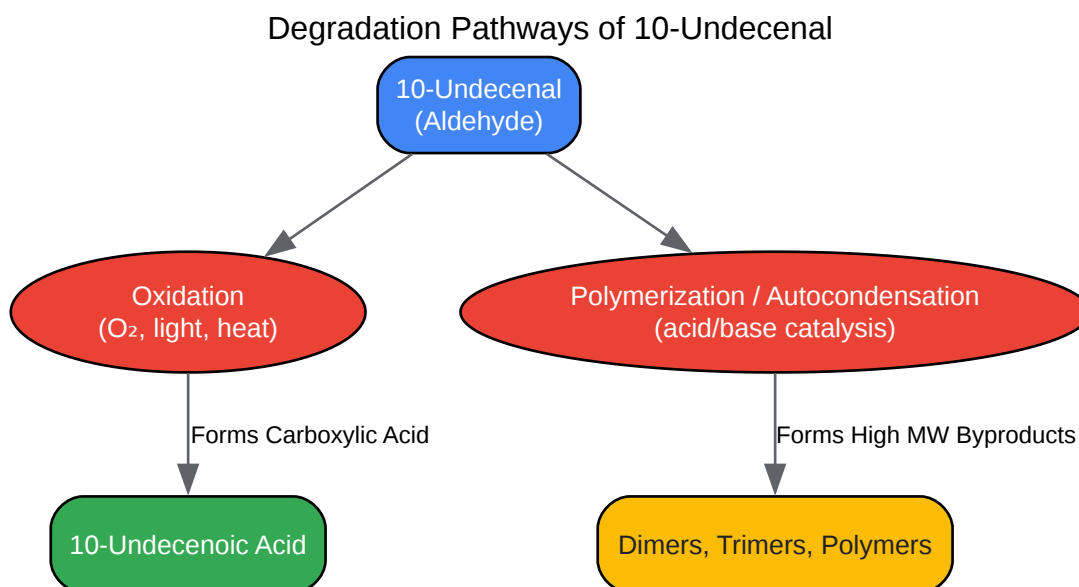 Degradation Pathways of 10-Undecenal
10-Undecenal
(Aldehyde)
Oxidation
(O₂, light, heat)
Polymerization / Autocondensation
(acid/base catalysis)
Forms Carboxylic Acid
Forms High MW Byproducts
10-Undecenoic Acid
Dimers, Trimers, Polymers